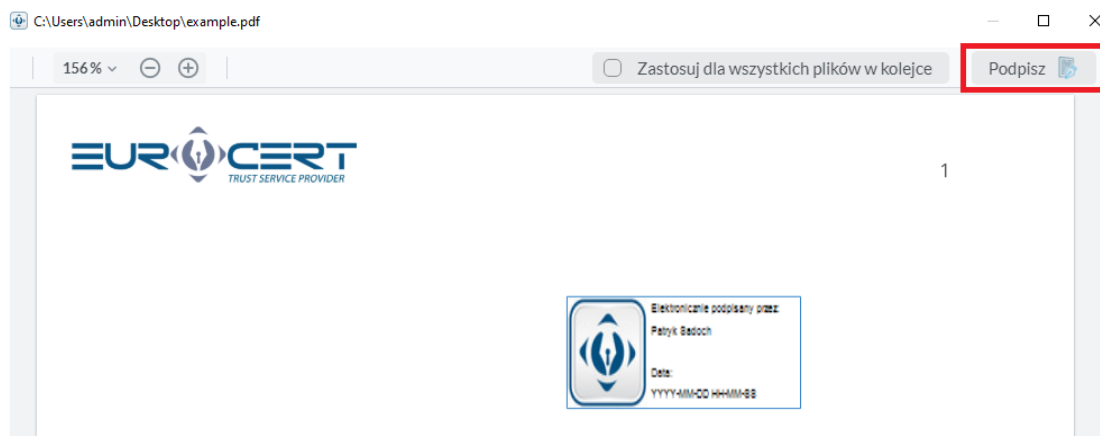 C:\Users\admin\Desktop\example.pdf
156%
Zastosuj dla wszystkich plików w kolejce
Podpisz
EUROCERT
TRUST SERVICE PROVIDER
1
Elektronicznie podpisany przez:
Patryk Badoch
Data:
YYYY-MM-DD HH-MM-SS